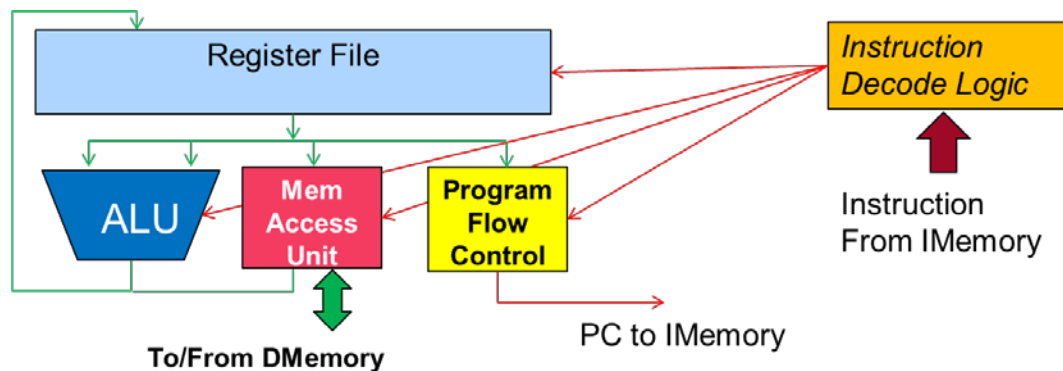 Register File
Instruction
Decode Logic
ALU
Mem
Access
Unit
Program
Flow
Control
Instruction
From IMemory
PC to IMemory
To/From DMemory